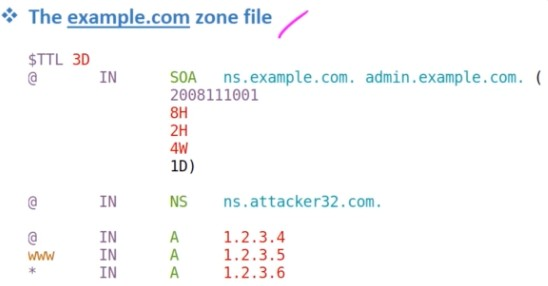 ❖ The example.com zone file
$TTL 3D
@ IN SOA ns.example.com. admin.example.com. (
2008111001
8H
2H
4W
1D)
@ IN NS ns.attacker32.com.
@ IN A 1.2.3.4
www IN A 1.2.3.5
* IN A 1.2.3.6